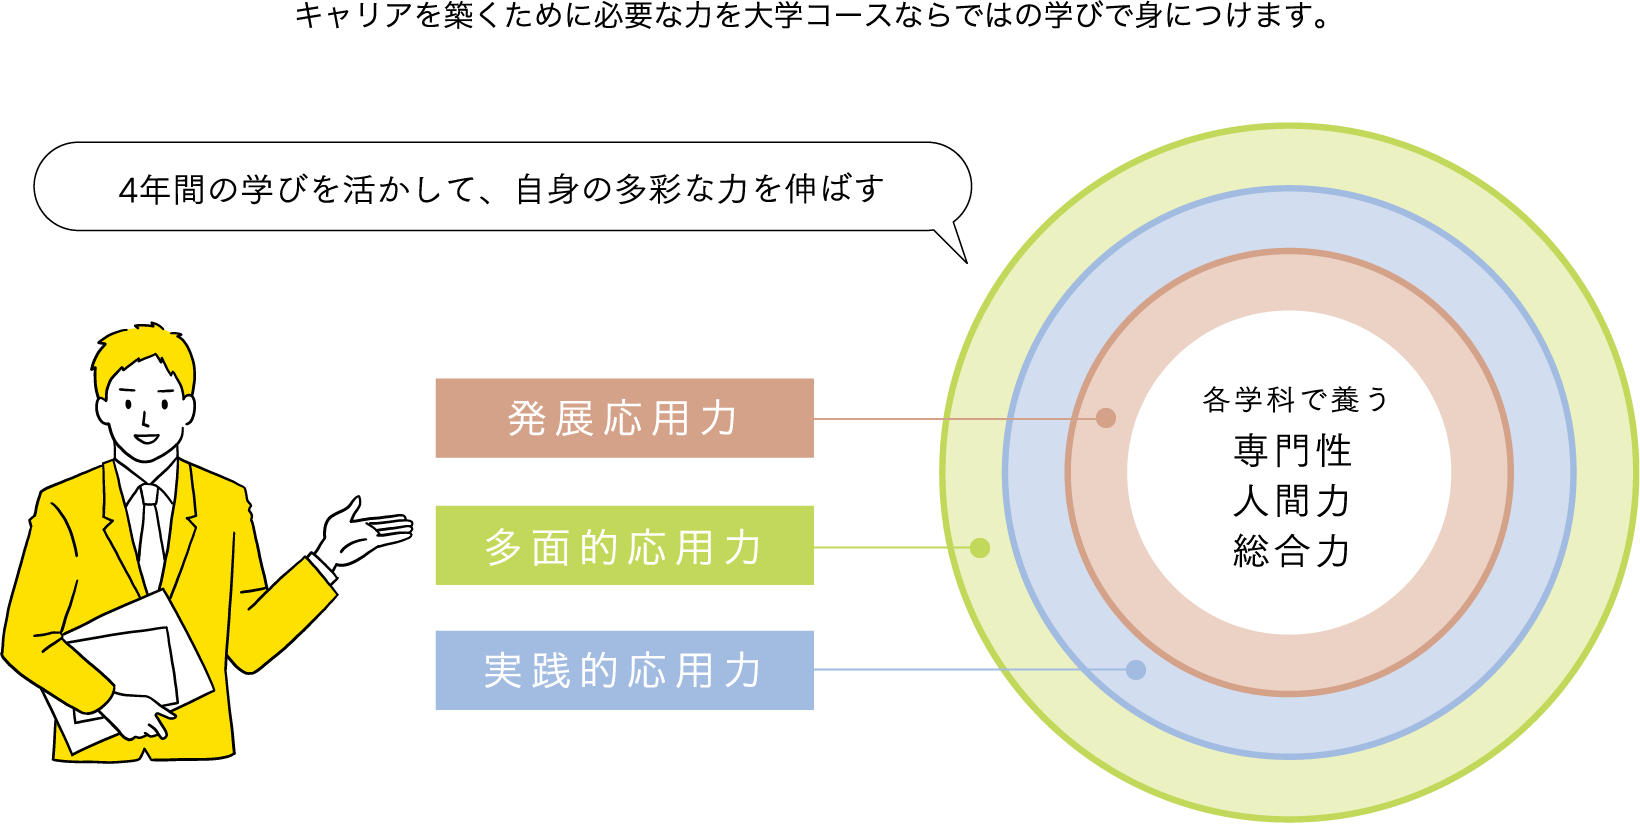 キャリアを築くために必要な力を大学コースならではの学びで身につけます。
4年間の学びを活かして、自身の多彩な力を伸ばす
発展応用力
多面的応用力
実践的応用力
各学科で養う
専門性
人間力
総合力